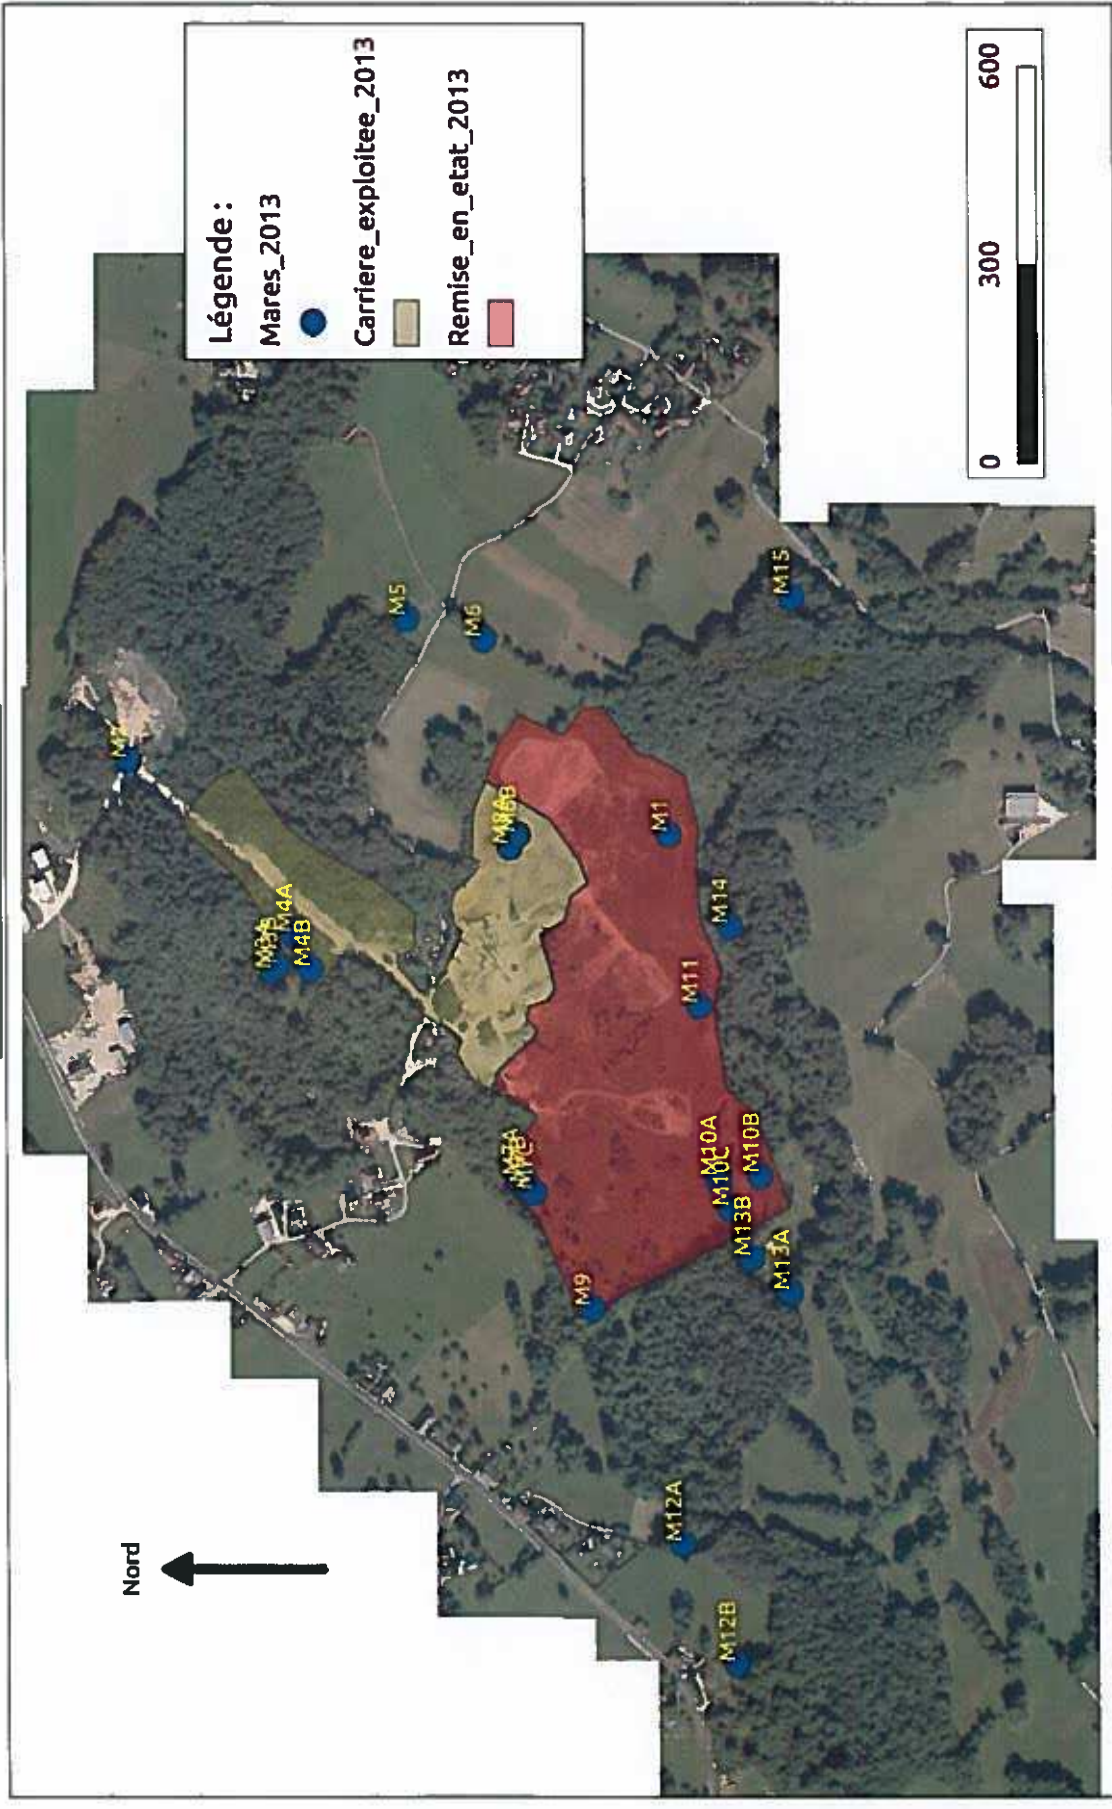 Nord
Légende :
Mares_2013
Carriere_exploitee_2013
Remise_en_etat_2013
M5
M6
M4A
M4B
M15
M1
M14
M11
M9
M10A
M10C
M10B
M13B
M13A
M12A
M12B
0 300 600